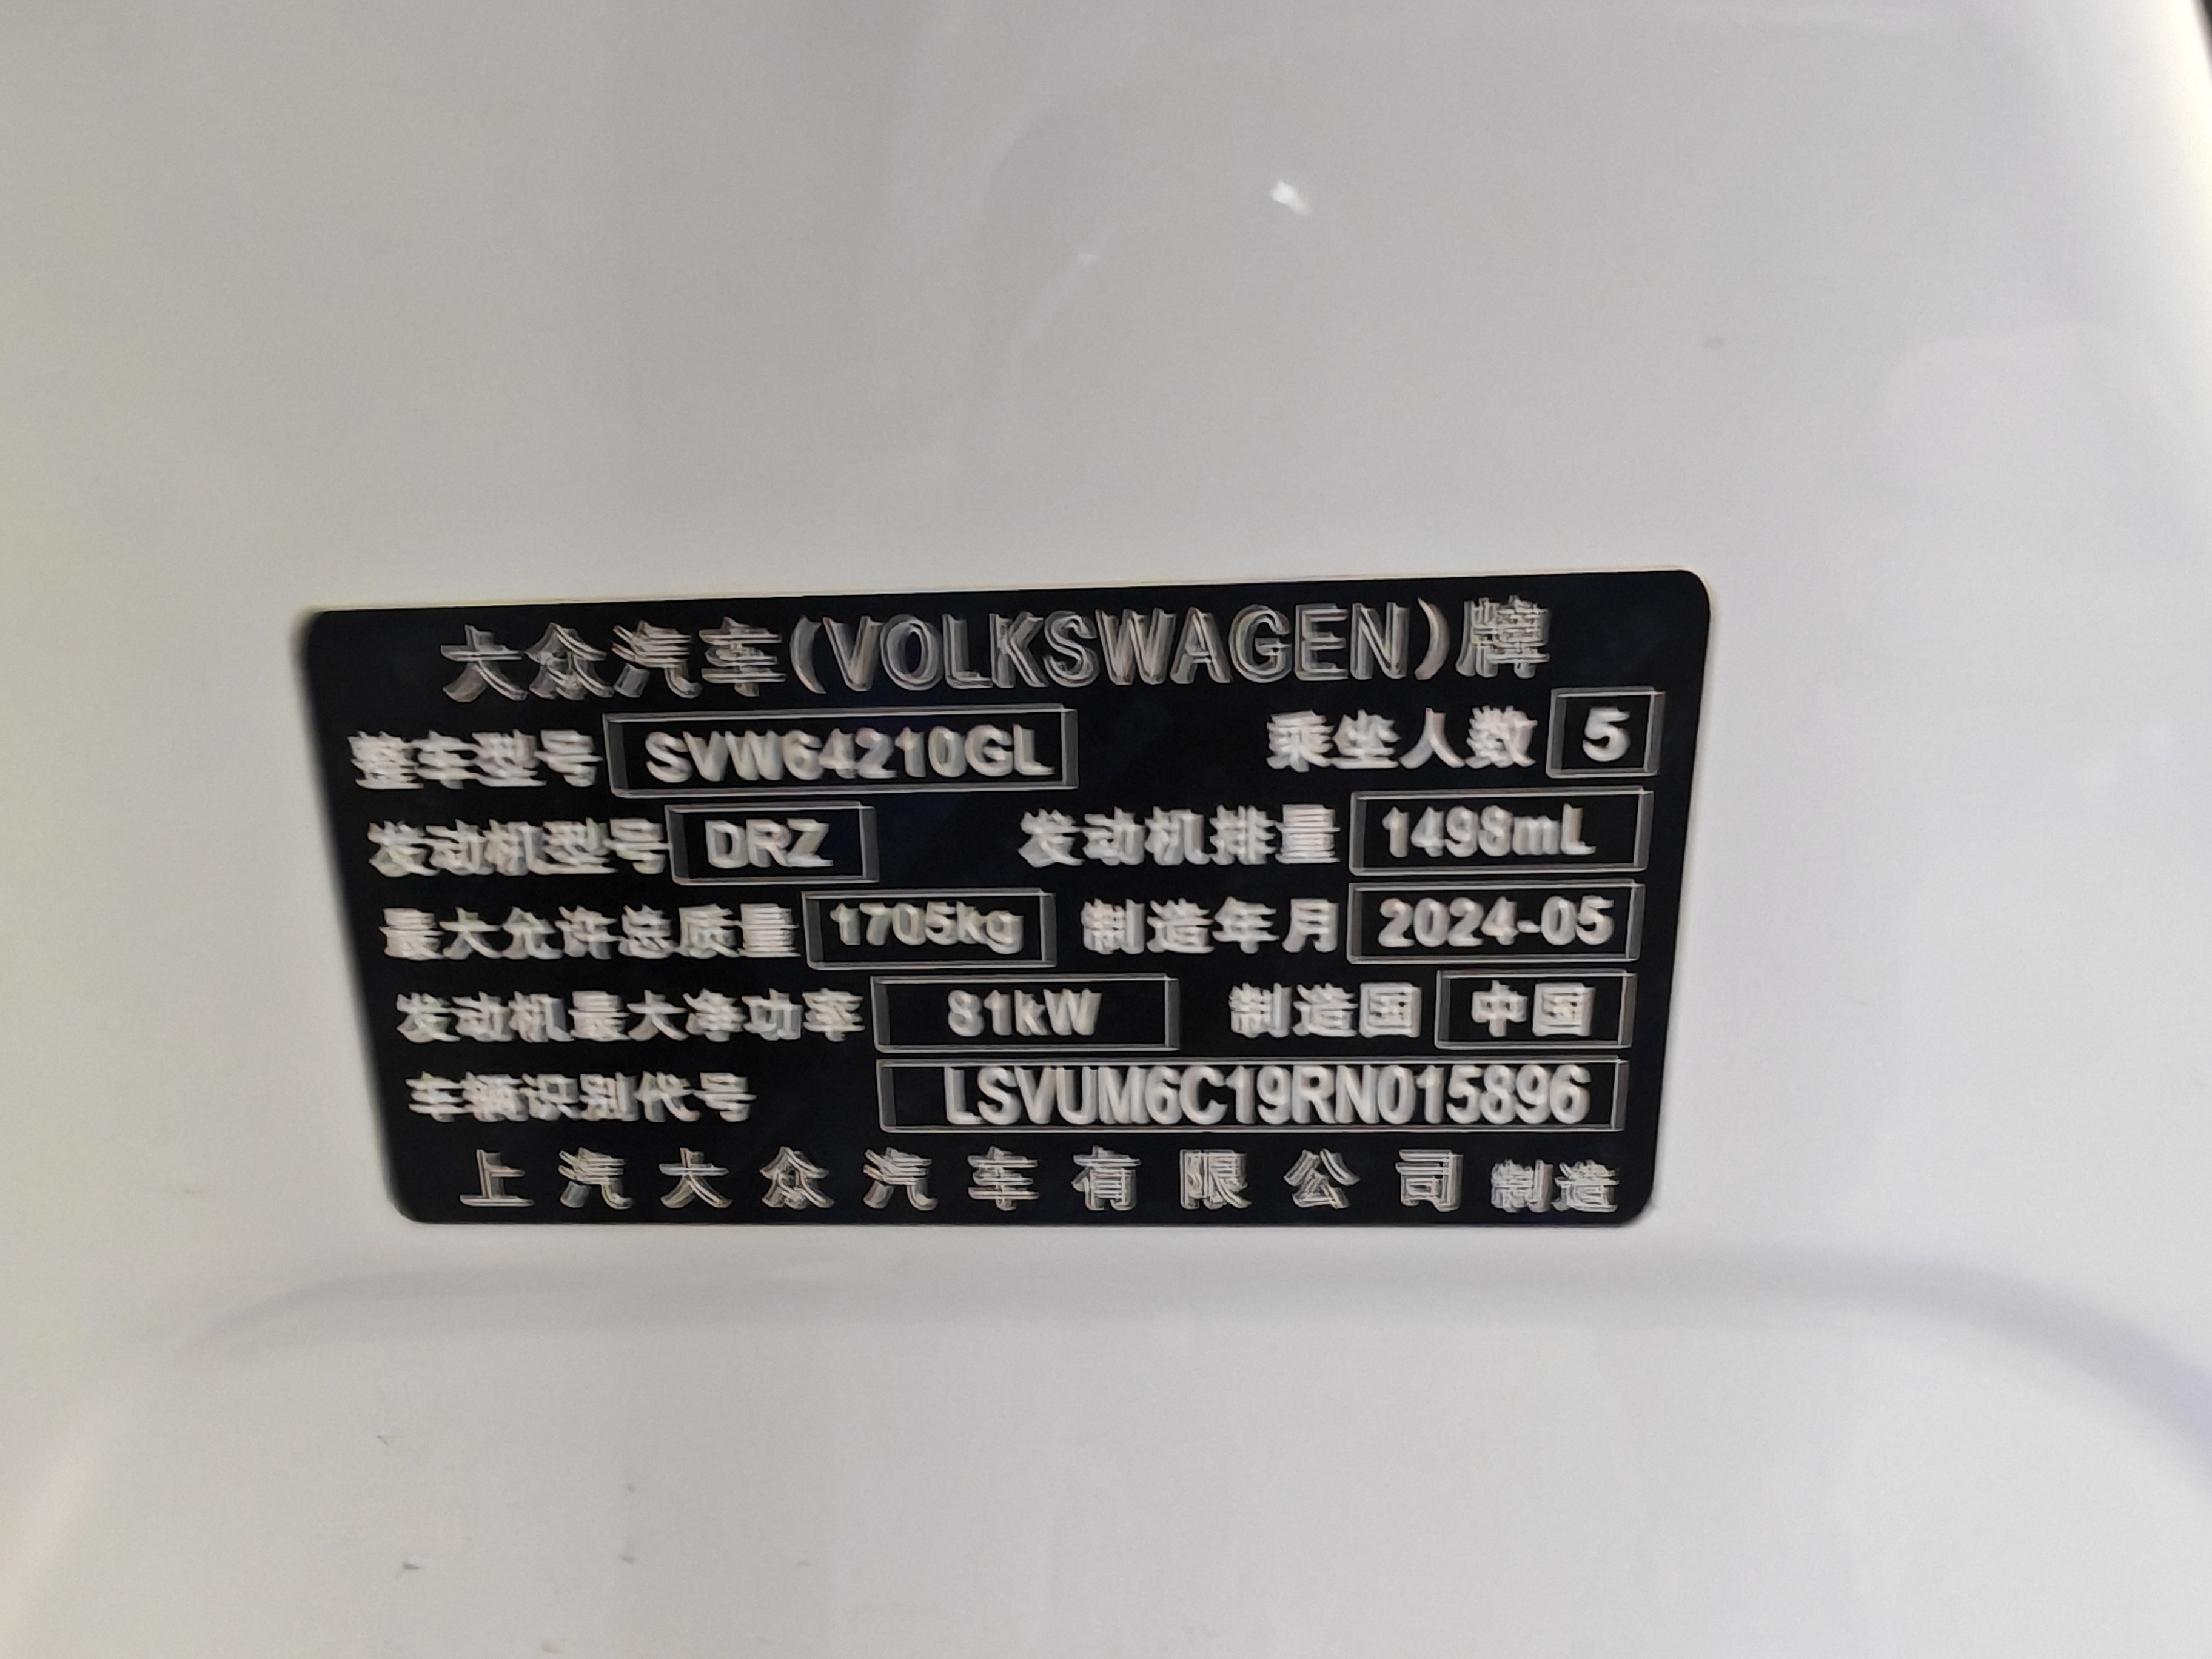 大众汽车(VOLKSWAGEN)牌
整车型号 SVW64210GL 乘坐人数 5
发动机型号 DRZ 发动机排量 1498mL
最大允许总质量 1705kg 制造年月 2024-05
发动机最大净功率 81kW 制造国 中国
车辆识别代号 LSVUM6C19RN015896
上汽大众汽车有限公司 制造